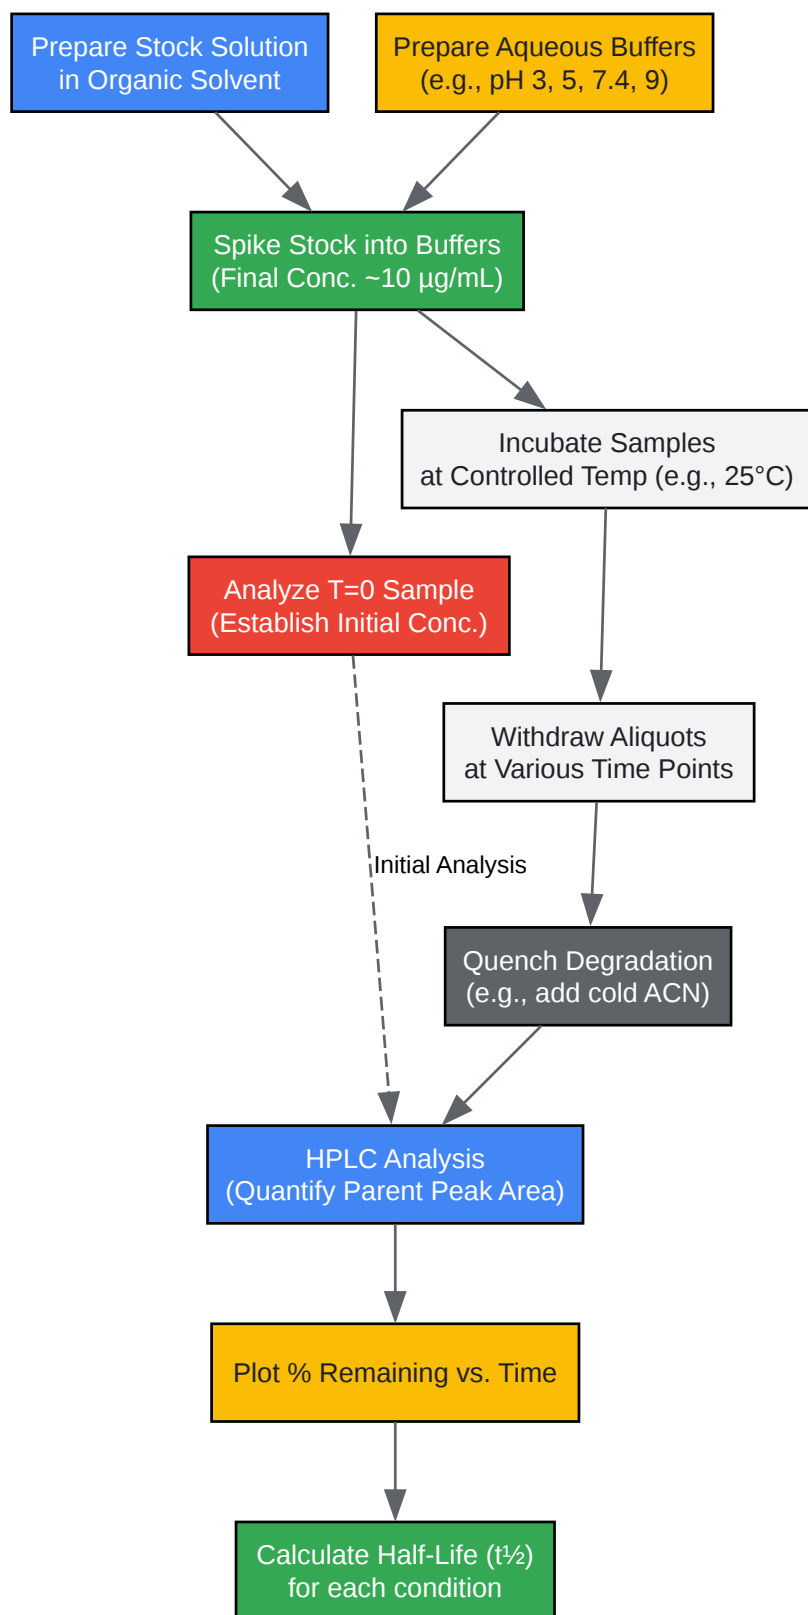 Prepare Stock Solution
in Organic Solvent
Prepare Aqueous Buffers
(e.g., pH 3, 5, 7.4, 9)
Spike Stock into Buffers
(Final Conc. ~10 µg/mL)
Incubate Samples
at Controlled Temp (e.g., 25°C)
Analyze T=0 Sample
(Establish Initial Conc.)
Withdraw Aliquots
at Various Time Points
Initial Analysis
Quench Degradation
(e.g., add cold ACN)
HPLC Analysis
(Quantify Parent Peak Area)
Plot % Remaining vs. Time
Calculate Half-Life (t½)
for each condition